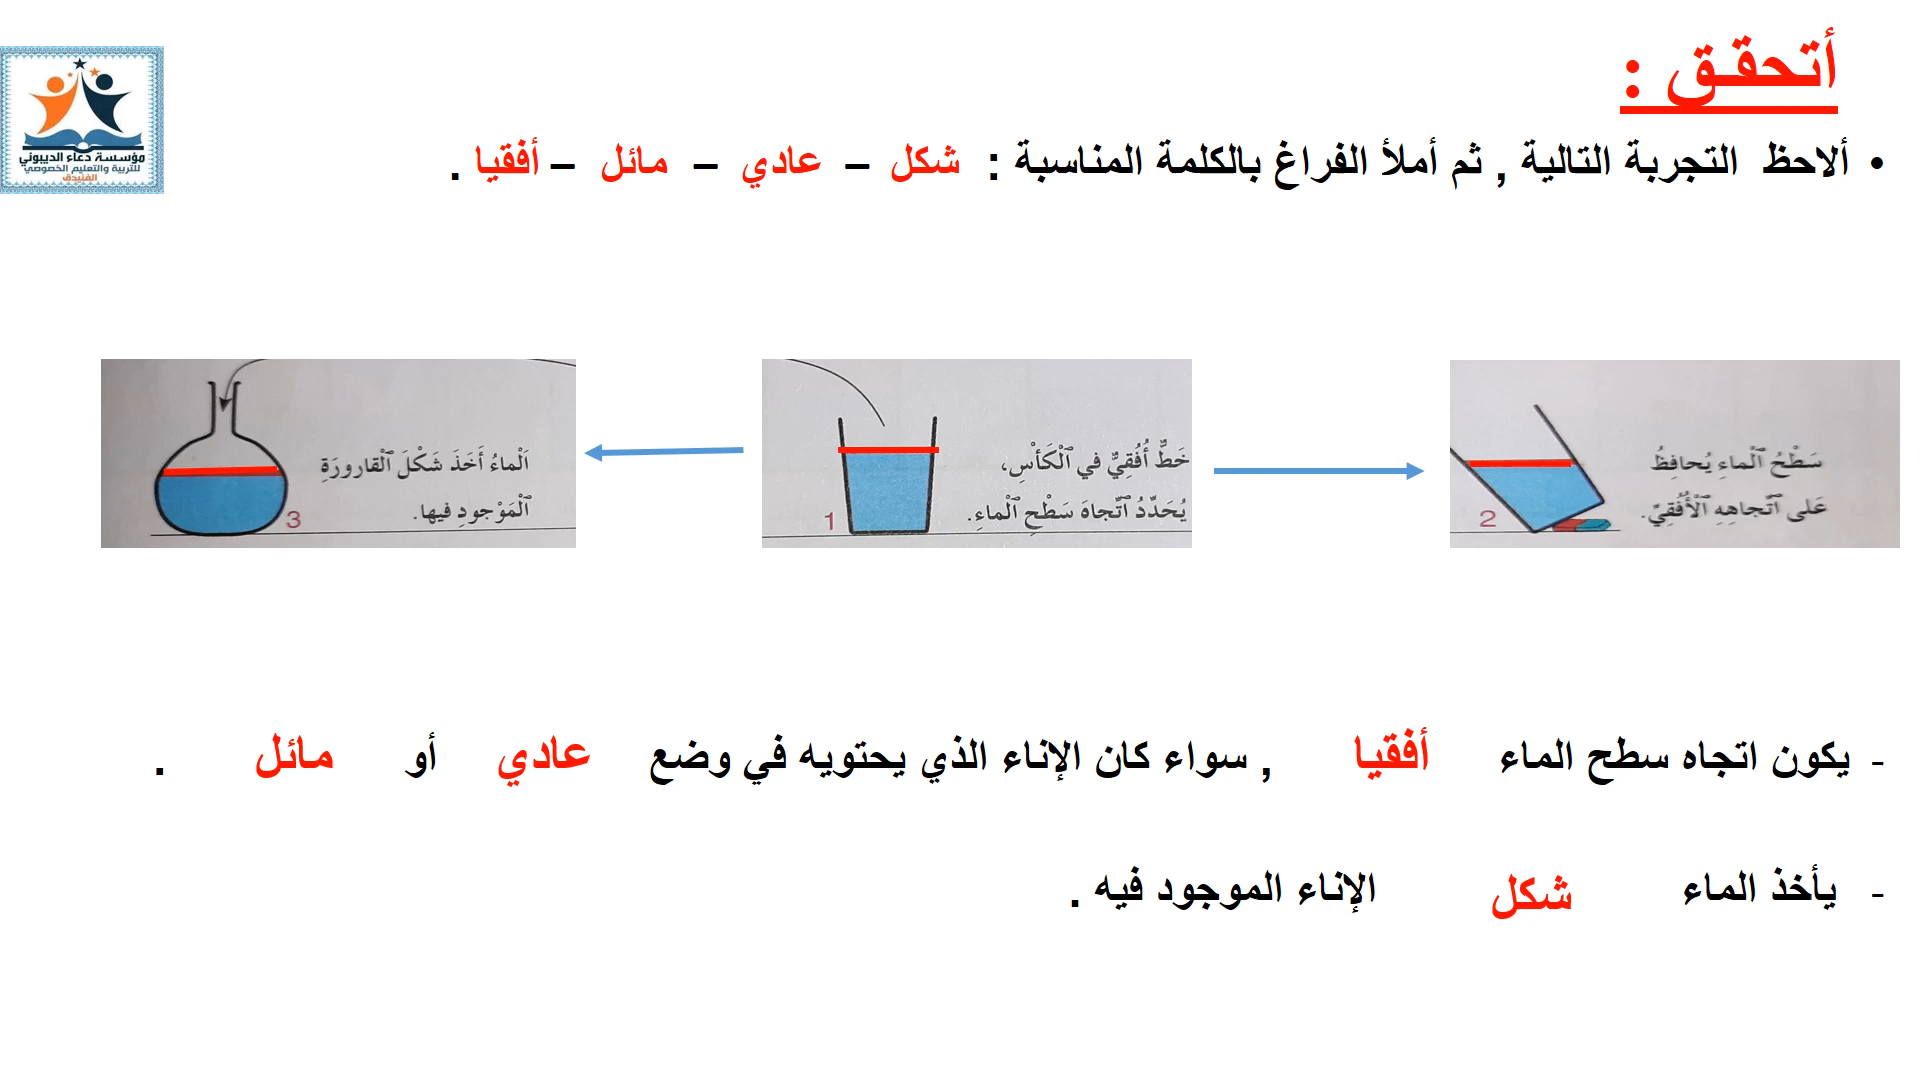 أتحقـق :
مؤسسة دعاء الديبوني
للتربية والتعليم الخصوصي
الفنيدق
• ألاحظ التجربة التالية , ثم أملأ الفراغ بالكلمة المناسبة : شكل – عادي – مائل – أفقيا .
سَطْحُ ٱلْماءِ يُحافِظُ
عَلى ٱتِّجاهِهِ ٱلْأُفُقِيِّ.
2
خَطٌّ أُفُقِيٌّ في ٱلْكَأْسِ،
يُحَدِّدُ ٱتِّجاهَ سَطْحِ ٱلْماءِ.
1
اَلْماءُ أَخَذَ شَكْلَ ٱلْقارورَةِ
ٱلْمَوْجودِ فيها.
3
- يكون اتجاه سطح الماء أفقيا , سواء كان الإناء الذي يحتويه في وضع عادي أو مائل .
- يأخذ الماء شكل الإناء الموجود فيه .